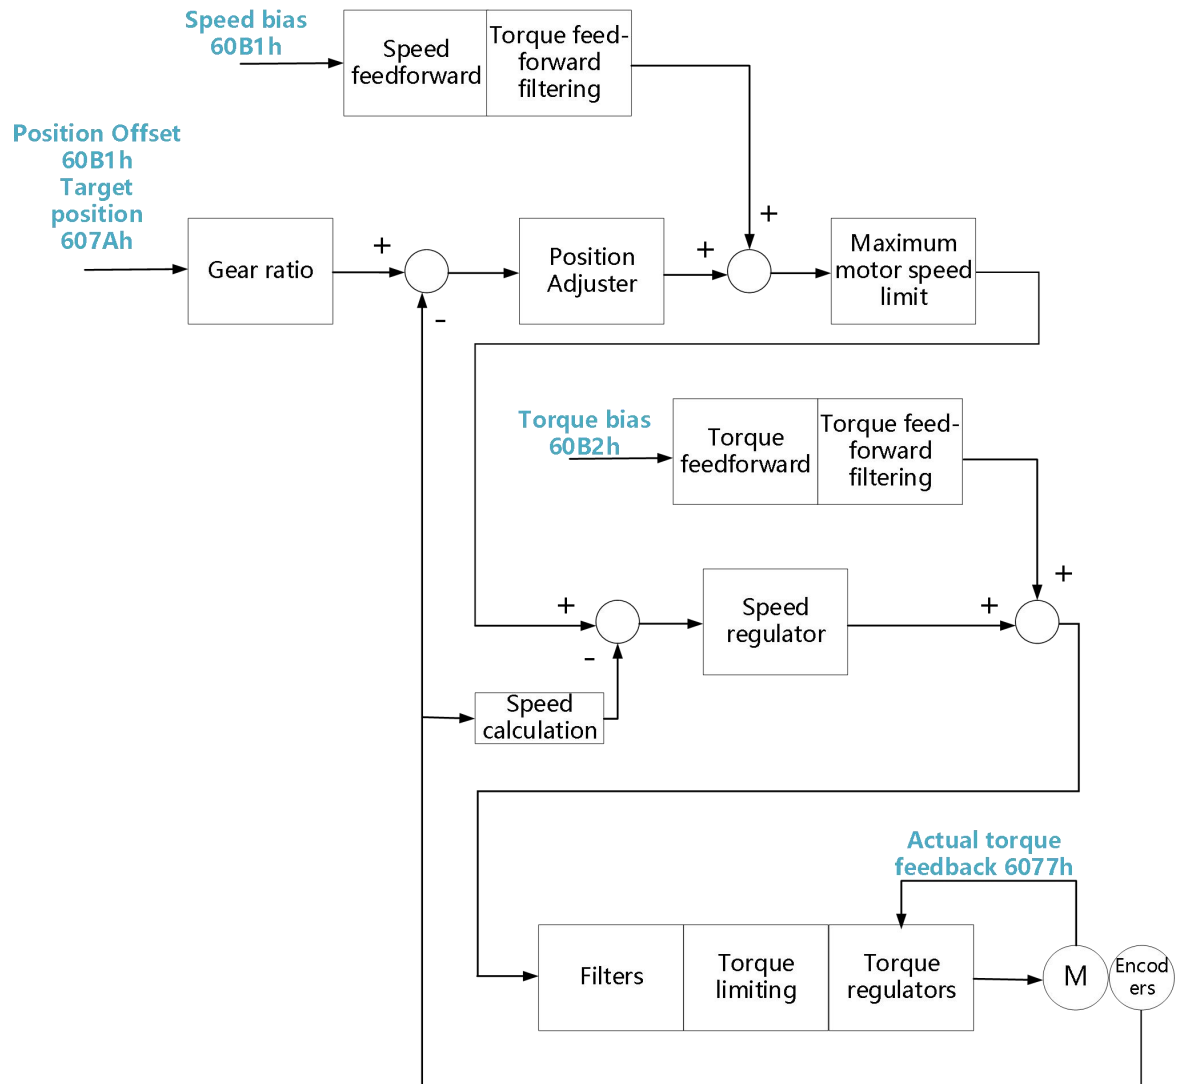 Speed bias
60B1h
Speed
feedforward
Torque feed-
forward
filtering
Position Offset
60B1h
Target
position
607Ah
Gear ratio
+
-
Position
Adjuster
+
+
Maximum
motor speed
limit
Torque bias
60B2h
Torque
feedforward
Torque feed-
forward
filtering
+
-
Speed
regulator
+
+
Speed
calculation
Actual torque
feedback 6077h
Filters
Torque
limiting
Torque
regulators
M
Encod
ers